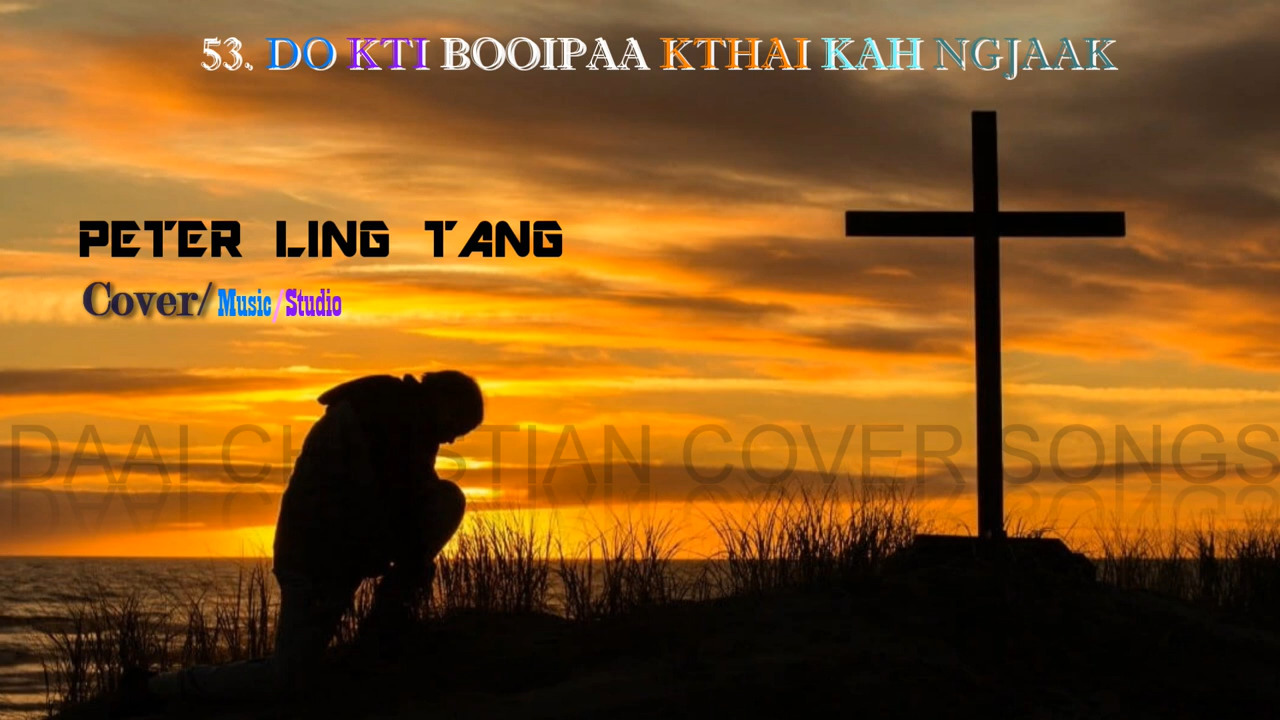 53. DO KTI BOOIPAA KTHAI KAH NGJAAK
PETER LING TANG
Cover/Music/Studio
DAAI CHRISTIAN COVER SONGS